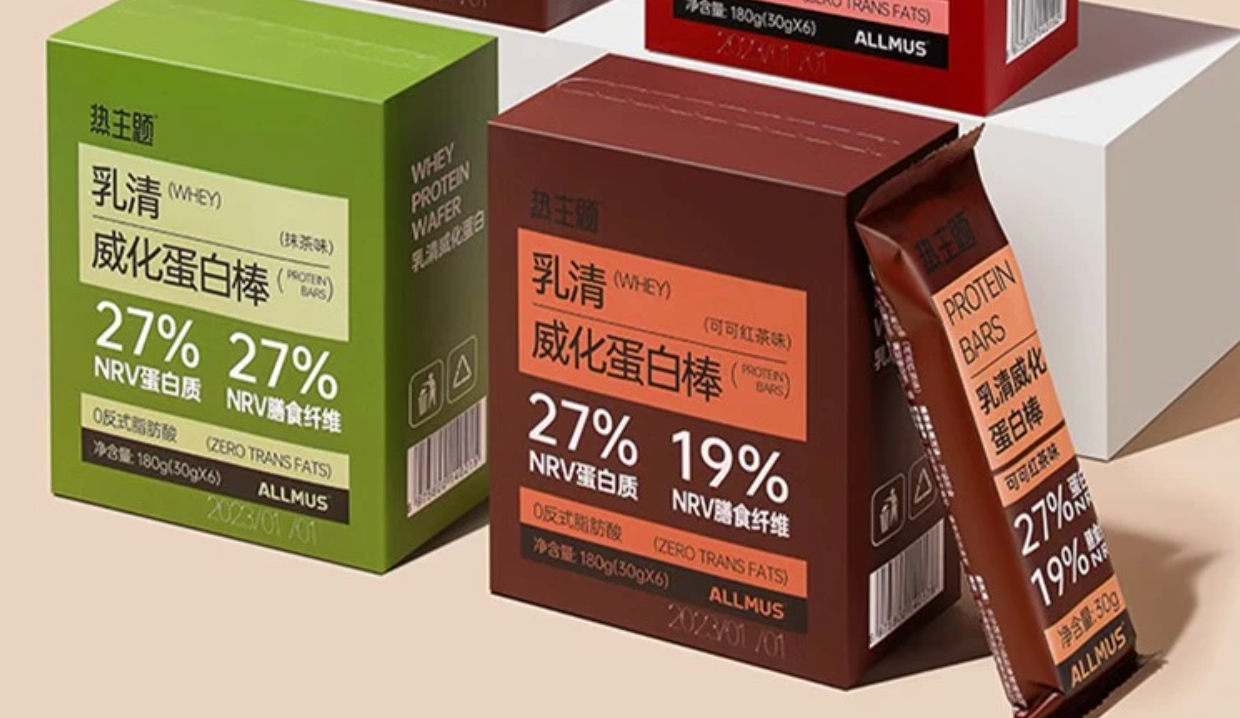 (ZERO TRANS FATS)
净含量: 180g(30gX6)
ALLMUS
2023/01 /01
热主题
乳清 (WHEY)
(抹茶味)
威化蛋白棒 (PROTEIN BARS)
27% 27%
NRV蛋白质 NRV膳食纤维
0反式脂肪酸 (ZERO TRANS FATS)
净含量: 180g(30gX6)
ALLMUS
2023/01 /01
WHEY
PROTEIN
WAFER
乳清威化蛋白
热主题
乳清 (WHEY)
(可可红茶味)
威化蛋白棒 (PROTEIN BARS)
27% 19%
NRV蛋白质 NRV膳食纤维
0反式脂肪酸 (ZERO TRANS FATS)
净含量: 180g(30gX6)
ALLMUS
2023/01 /01
热主题
PROTEIN
BARS
乳清威化
蛋白棒
可可红茶味
27%
19%
净含量:30g
ALLMUS